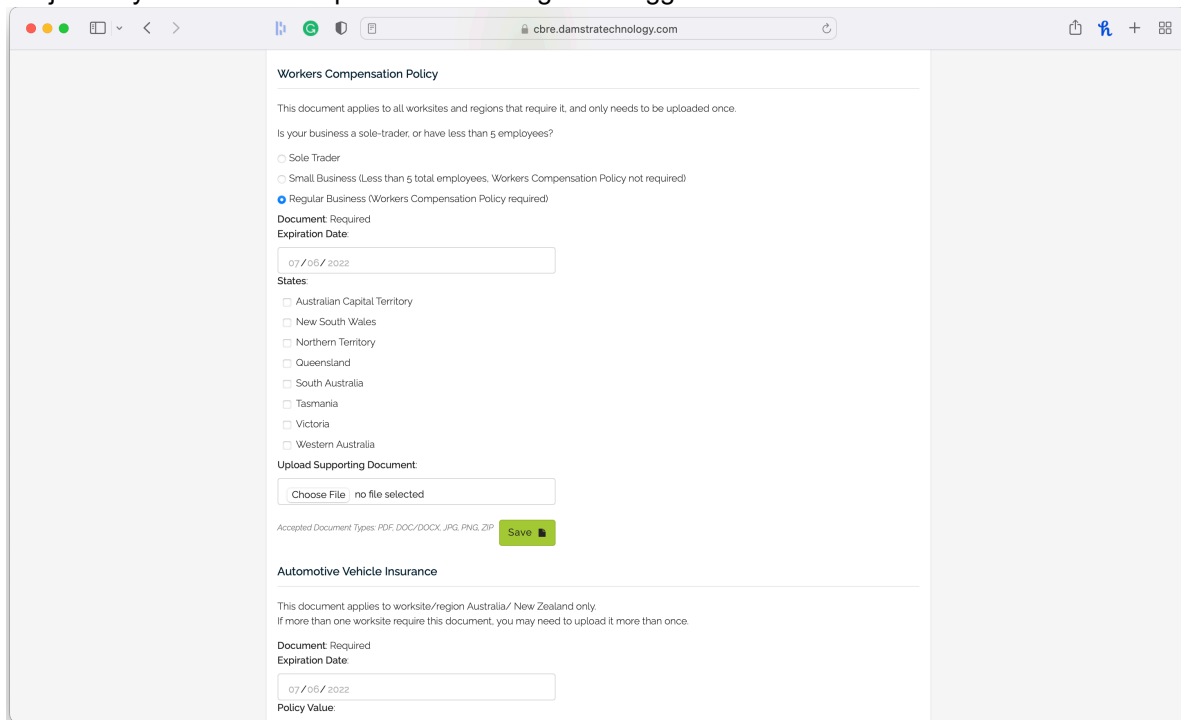 cbre.damstratechnology.com
Workers Compensation Policy
This document applies to all worksites and regions that require it, and only needs to be uploaded once.
Is your business a sole-trader, or have less than 5 employees?
Sole Trader
Small Business (Less than 5 total employees, Workers Compensation Policy not required)
Regular Business (Workers Compensation Policy required)
Document: Required
Expiration Date:
07/06/2022
States:
Australian Capital Territory
New South Wales
Northern Territory
Queensland
South Australia
Tasmania
Victoria
Western Australia
Upload Supporting Document:
Choose File no file selected
Accepted Document Types: PDF, DOC/DOCX, JPG, PNG, ZIP Save
Automotive Vehicle Insurance
This document applies to worksite/region Australia/ New Zealand only.
If more than one worksite require this document, you may need to upload it more than once.
Document: Required
Expiration Date:
07/06/2022
Policy Value: